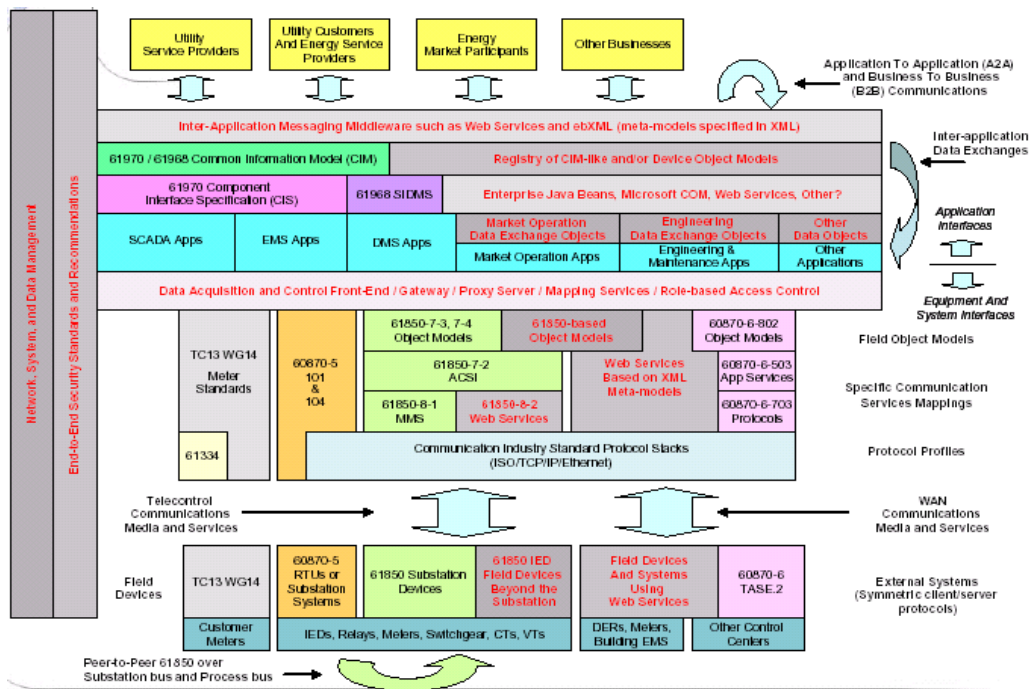 Network, System, and Data Management
End-to-End Security Standards and Recommendations
Utility
Service Providers
Utility Customers
And Energy Service
Providers
Energy
Market Participants
Other Businesses
Application To Application (A2A)
and Business To Business
(B2B) Communications
Inter-Application Messaging Middleware such as Web Services and ebXML (meta-models specified in XML)
61970 / 61968 Common Information Model (CIM)
Registry of CIM-like and/or Device Object Models
Inter-application
Data Exchanges
61970 Component
Interface Specification (CIS)
61968 SIDMS
Enterprise Java Beans, Microsoft COM, Web Services, Other?
SCADA Apps
EMS Apps
DMS Apps
Market Operation
Data Exchange Objects
Engineering
Data Exchange Objects
Other
Data Objects
Market Operation Apps
Engineering &
Maintenance Apps
Other
Applications
Application
Interfaces
Data Acquisition and Control Front-End / Gateway / Proxy Server / Mapping Services / Role-based Access Control
Equipment And
System Interfaces
TC13 WG14
Meter
Standards
60870-5
101
&
104
61850-7-3, 7-4
Object Models
61850-based
Object Models
60870-6-802
Object Models
Field Object Models
61850-7-2
ACSI
Web Services
Based on XML
Meta-models
60870-6-503
App Services
Specific Communication
Services Mappings
61850-8-1
MMS
61850-8-2
Web Services
60870-6-703
Protocols
61334
Communication Industry Standard Protocol Stacks
(ISO/TCP/IP/Ethernet)
Protocol Profiles
Telecontrol
Communications
Media and Services
WAN
Communications
Media and Services
Field
Devices
TC13 WG14
60870-5
RTUs or
Substation
Systems
61850 Substation
Devices
61850 IED
Field Devices
Beyond the
Substation
Field Devices
And Systems
Using
Web Services
60870-6
TASE.2
External Systems
(Symmetric client/server
protocols)
Customer
Meters
IEDs, Relays, Meters, Switchgear, CTs, VTs
DERs, Meters,
Building EMS
Other Control
Centers
Peer-to-Peer 61850 over
Substation bus and Process bus